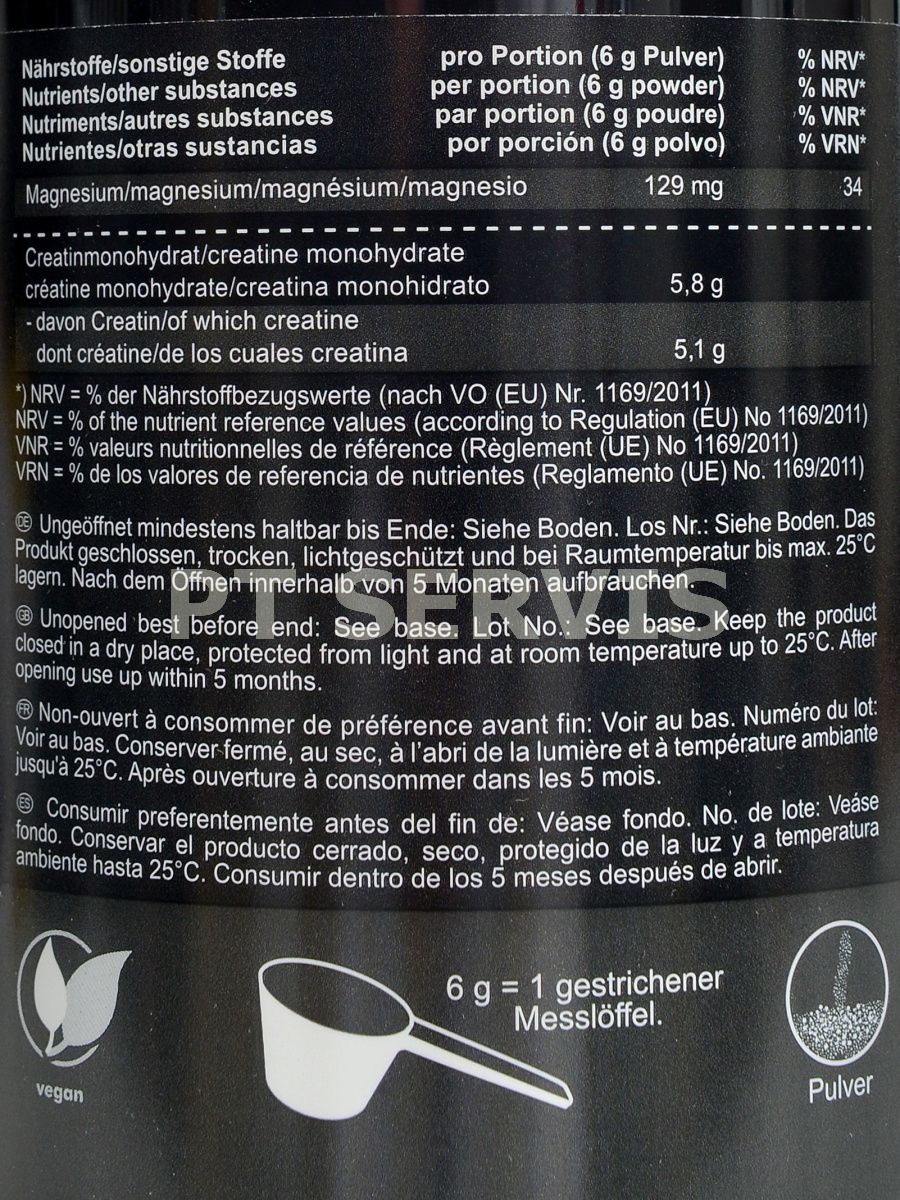 Nährstoffe/sonstige Stoffe pro Portion (6 g Pulver) % NRV*
Nutrients/other substances per portion (6 g powder) % NRV*
Nutriments/autres substances par portion (6 g poudre) % VNR*
Nutrientes/otras sustancias por porción (6 g polvo) % VRN*
Magnesium/magnesium/magnésium/magnesio 129 mg 34
Creatinmonohydrat/creatine monohydrate
créatine monohydrate/creatina monohidrato 5,8 g
- davon Creatin/of which creatine
dont créatine/de los cuales creatina 5,1 g
*) NRV = % der Nährstoffbezugswerte (nach VO (EU) Nr. 1169/2011)
NRV = % of the nutrient reference values (according to Regulation (EU) No 1169/2011)
VNR = % valeurs nutritionnelles de référence (Règlement (UE) No 1169/2011)
VRN = % de los valores de referencia de nutrientes (Reglamento (UE) No. 1169/2011)
DE Ungeöffnet mindestens haltbar bis Ende: Siehe Boden. Los Nr.: Siehe Boden. Das
Produkt geschlossen, trocken, lichtgeschützt und bei Raumtemperatur bis max. 25°C
lagern. Nach dem Öffnen innerhalb von 5 Monaten aufbrauchen.
PT SERVIS
GB Unopened best before end: See base. Lot No.: See base. Keep the product
closed in a dry place, protected from light and at room temperature up to 25°C. After
opening use up within 5 months.
FR Non-ouvert à consommer de préférence avant fin: Voir au bas. Numéro du lot:
Voir au bas. Conserver fermé, au sec, à l'abri de la lumière et à température ambiante
jusqu'à 25°C. Après ouverture à consommer dans les 5 mois.
ES Consumir preferentemente antes del fin de: Véase fondo. No. de lote: Veáse
fondo. Conservar el producto cerrado, seco, protegido de la luz y a temperatura
ambiente hasta 25°C. Consumir dentro de los 5 meses después de abrir.
6 g = 1 gestrichener
Messlöffel.
vegan
Pulver